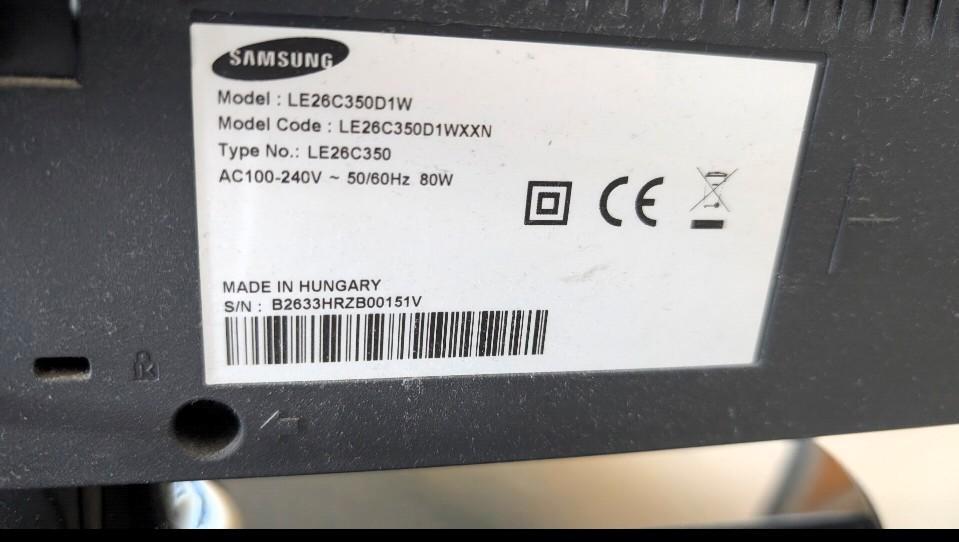 SAMSUNG
Model : LE26C350D1W
Model Code : LE26C350D1WXXN
Type No.: LE26C350
AC100-240V ~ 50/60Hz 80W
CE
MADE IN HUNGARY
S/N : B2633HRZB00151V